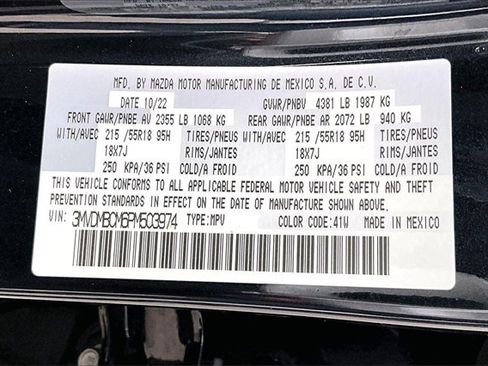 MFD. BY MAZDA MOTOR MANUFACTURING DE MEXICO S.A. DE C.V.
DATE 10/22 GVWR/PNBV 4381 LB 1987 KG
FRONT GAWR/PNBE AV 2355 LB 1068 KG REAR GAWR/PNBE AR 2072 LB 940 KG
WITH/AVEC 215 /55R18 95H TIRES/PNEUS WITH/AVEC 215 /55R18 95H TIRES/PNEUS
18X7J RIMS/JANTES 18X7J RIMS/JANTES
250 KPA/36 PSI COLD/A FROID 250 KPA/36 PSI COLD/A FROID
THIS VEHICLE CONFORMS TO ALL APPLICABLE FEDERAL MOTOR VEHICLE SAFETY AND THEFT
PREVENTION STANDARDS IN EFFECT ON THE DATE OF MANUFACTURE SHOWN ABOVE.
VIN: 3MVDMBCM6PM503974 TYPE:MPV COLOR CODE:41W MADE IN MEXICO